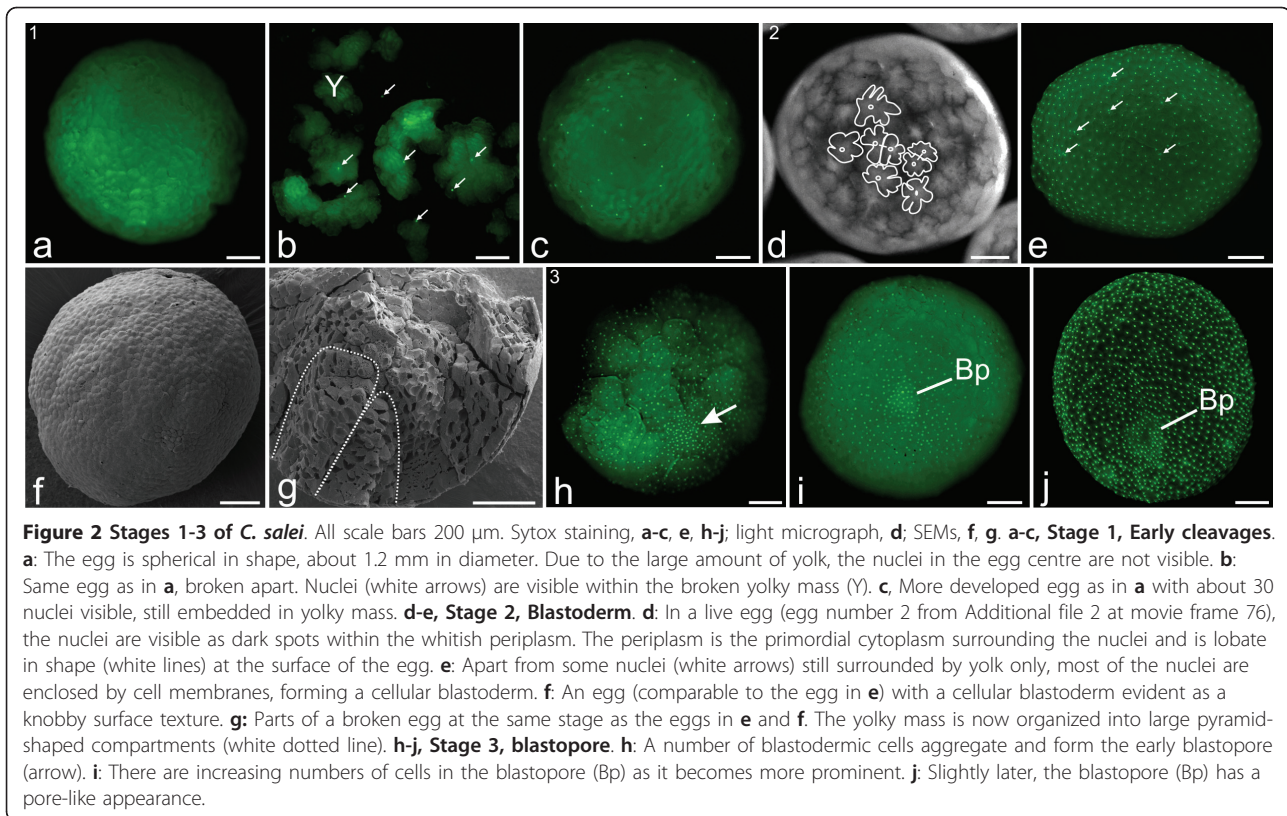 1
2
Y
a
b
c
d
e
3
Bp
Bp
f
g
h
i
j
Figure 2 Stages 1-3 of C. salei. All scale bars 200 μm. Sytox staining, a-c, e, h-j; light micrograph, d; SEMs, f, g. a-c, Stage 1, Early cleavages.
a: The egg is spherical in shape, about 1.2 mm in diameter. Due to the large amount of yolk, the nuclei in the egg centre are not visible. b:
Same egg as in a, broken apart. Nuclei (white arrows) are visible within the broken yolky mass (Y). c, More developed egg as in a with about 30
nuclei visible, still embedded in yolky mass. d-e, Stage 2, Blastoderm. d: In a live egg (egg number 2 from Additional file 2 at movie frame 76),
the nuclei are visible as dark spots within the whitish periplasm. The periplasm is the primordial cytoplasm surrounding the nuclei and is lobate
in shape (white lines) at the surface of the egg. e: Apart from some nuclei (white arrows) still surrounded by yolk only, most of the nuclei are
enclosed by cell membranes, forming a cellular blastoderm. f: An egg (comparable to the egg in e) with a cellular blastoderm evident as a
knobby surface texture. g: Parts of a broken egg at the same stage as the eggs in e and f. The yolky mass is now organized into large pyramid-
shaped compartments (white dotted line). h-j, Stage 3, blastopore. h: A number of blastodermic cells aggregate and form the early blastopore
(arrow). i: There are increasing numbers of cells in the blastopore (Bp) as it becomes more prominent. j: Slightly later, the blastopore (Bp) has a
pore-like appearance.